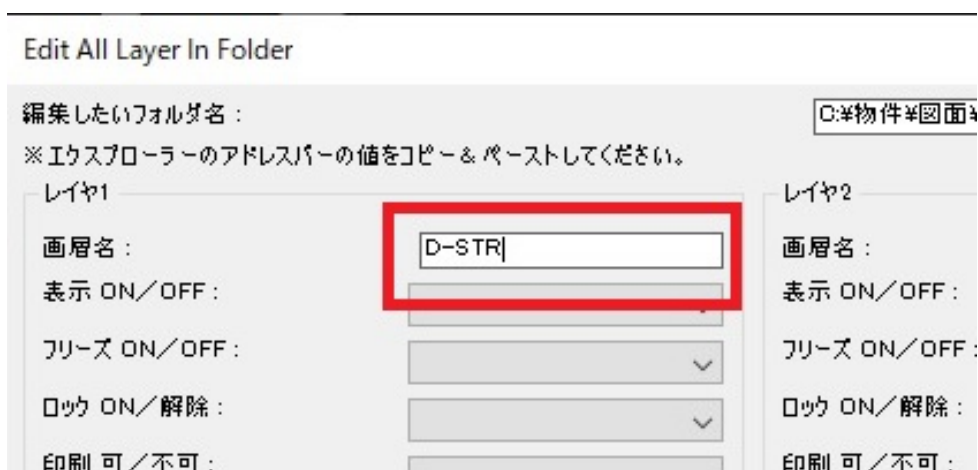 Edit All Layer In Folder
編集したいフォルダ名： C:¥物件¥図面¥
※エクスプローラーのアドレスバーの値をコピー＆ペーストしてください。
レイヤ1 レイヤ2
画層名： D-STR 画層名：
表示 ON／OFF： 表示 ON／OFF：
フリーズ ON／OFF： フリーズ ON／OFF：
ロック ON／解除： ロック ON／解除：
印刷 可／不可： 印刷 可／不可：